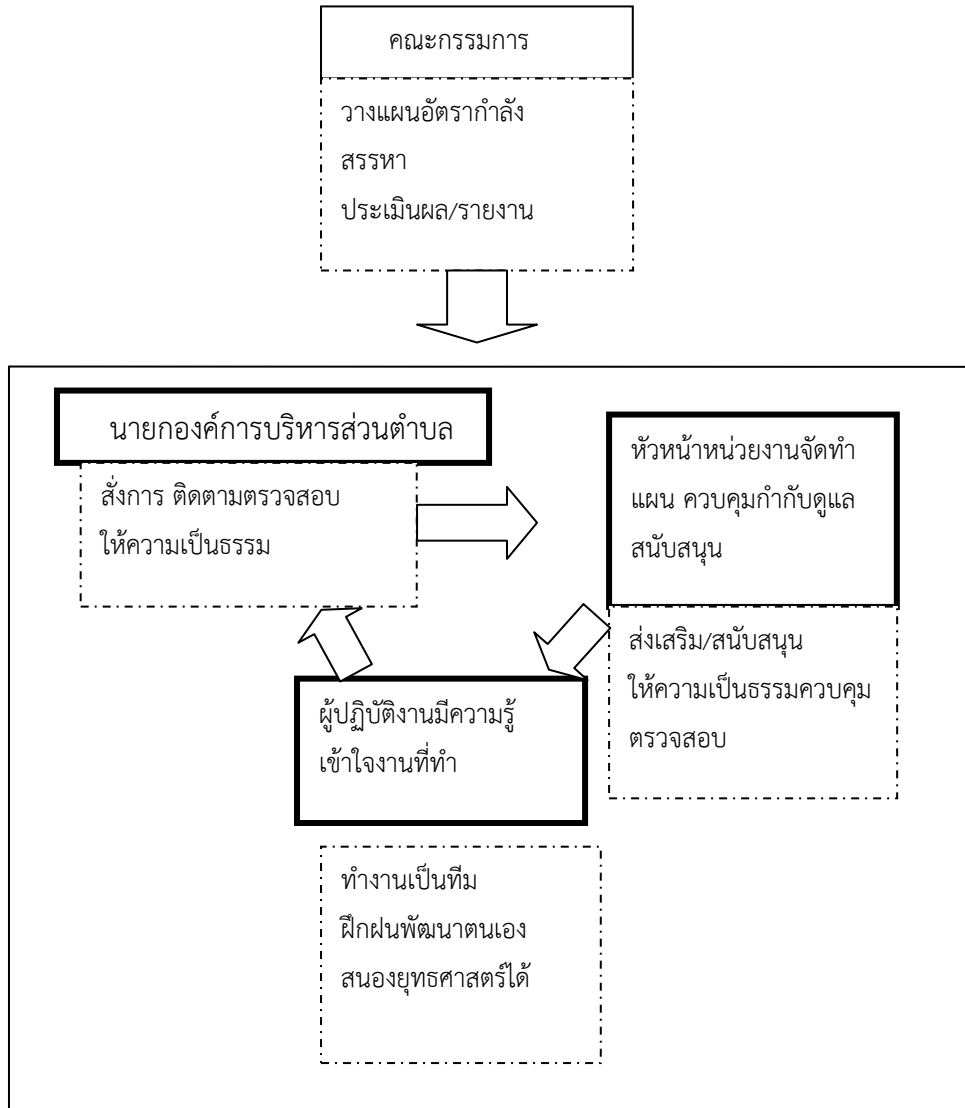 คณะกรรมการ
วางแผนอัตรากำลัง
สรรหา
ประเมินผล/รายงาน
นายกองค์การบริหารส่วนตำบล
สั่งการ ติดตามตรวจสอบ
ให้ความเป็นธรรม
หัวหน้าหน่วยงานจัดทำ
แผน ควบคุมกำกับดูแล
สนับสนุน
ส่งเสริม/สนับสนุน
ให้ความเป็นธรรมควบคุม
ตรวจสอบ
ผู้ปฏิบัติงานมีความรู้
เข้าใจงานที่ทำ
ทำงานเป็นทีม
ฝึกฝนพัฒนาตนเอง
สนองยุทธศาสตร์ได้